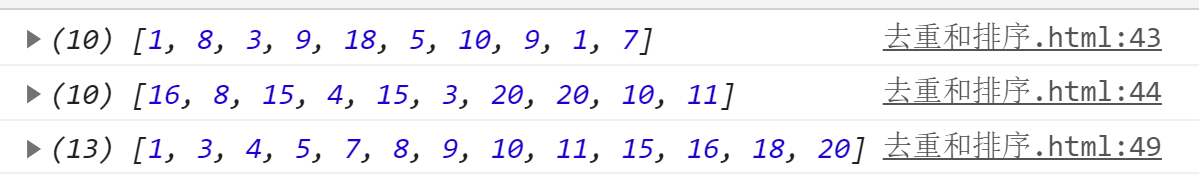 (10) [1, 8, 3, 9, 18, 5, 10, 9, 1, 7] 去重和排序.html:43
(10) [16, 8, 15, 4, 15, 3, 20, 20, 10, 11] 去重和排序.html:44
(13) [1, 3, 4, 5, 7, 8, 9, 10, 11, 15, 16, 18, 20] 去重和排序.html:49